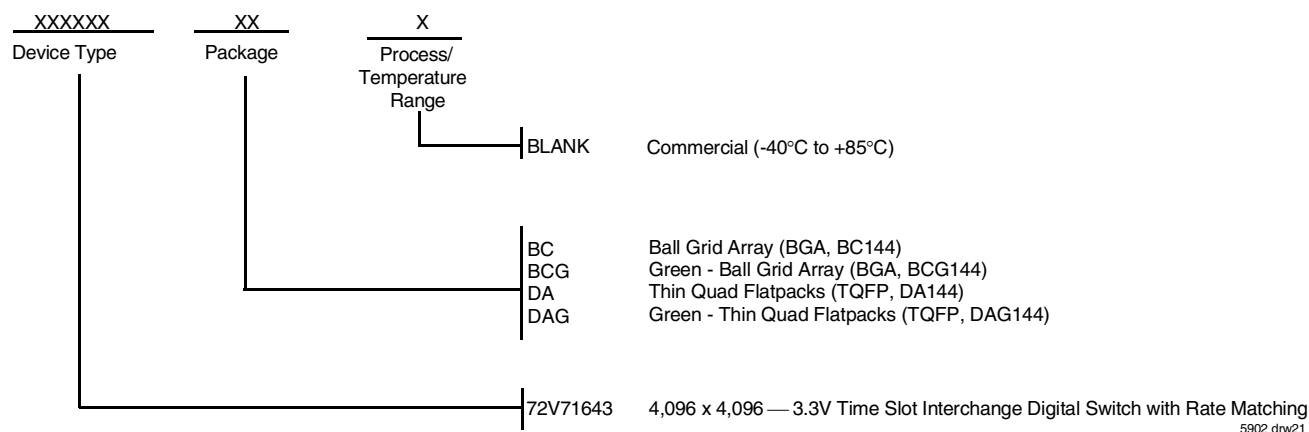 XXXXXX XX X
Device Type Package Process/
Temperature
Range
BLANK Commercial (-40°C to +85°C)
BC Ball Grid Array (BGA, BC144)
BCG Green - Ball Grid Array (BGA, BCG144)
DA Thin Quad Flatpacks (TQFP, DA144)
DAG Green - Thin Quad Flatpacks (TQFP, DAG144)
72V71643 4,096 x 4,096 — 3.3V Time Slot Interchange Digital Switch with Rate Matching
5902 drw21